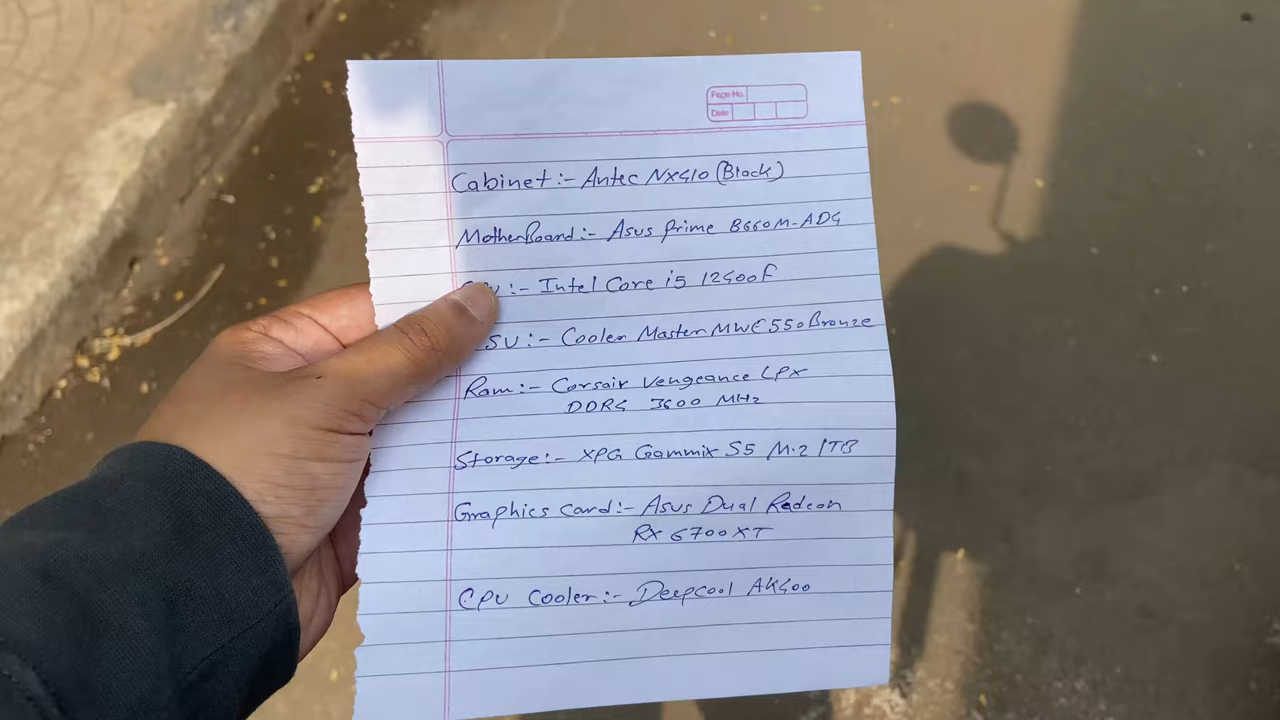 Page No.
Date
Cabinet :- Antec NX410 (Black)
MotherBoard :- Asus Prime B660M-AD4
:- Intel Core i5 12400f
:- Cooler Master MWE 550 Bronze
Ram :- Corsair Vengeance LPX
DDR4 3600 MHz
Storage :- XPG Gammix S5 M.2 1TB
Graphics Card :- Asus Dual Radeon
RX 6700XT
CPU Cooler :- Deepcool AK400